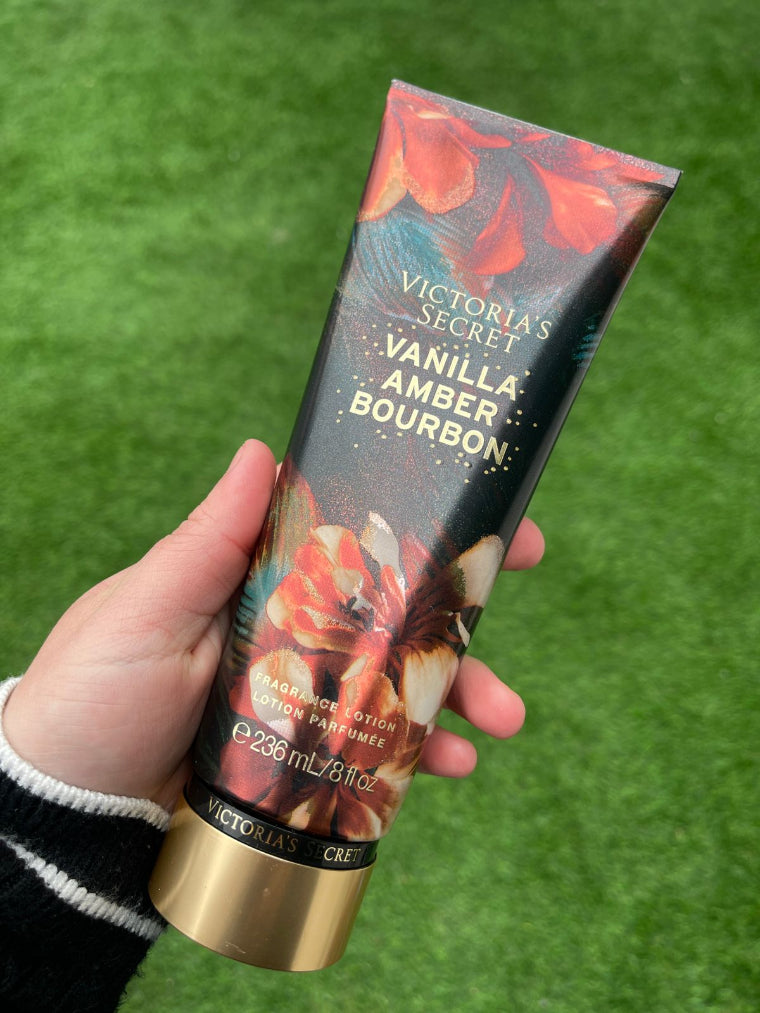 VICTORIA'S
SECRET
VANILLA
AMBER
BOURBON
FRAGRANCE LOTION
LOTION PARFUMÉE
℮ 236 mL/8 fl oz
VICTORIA'S SECRET